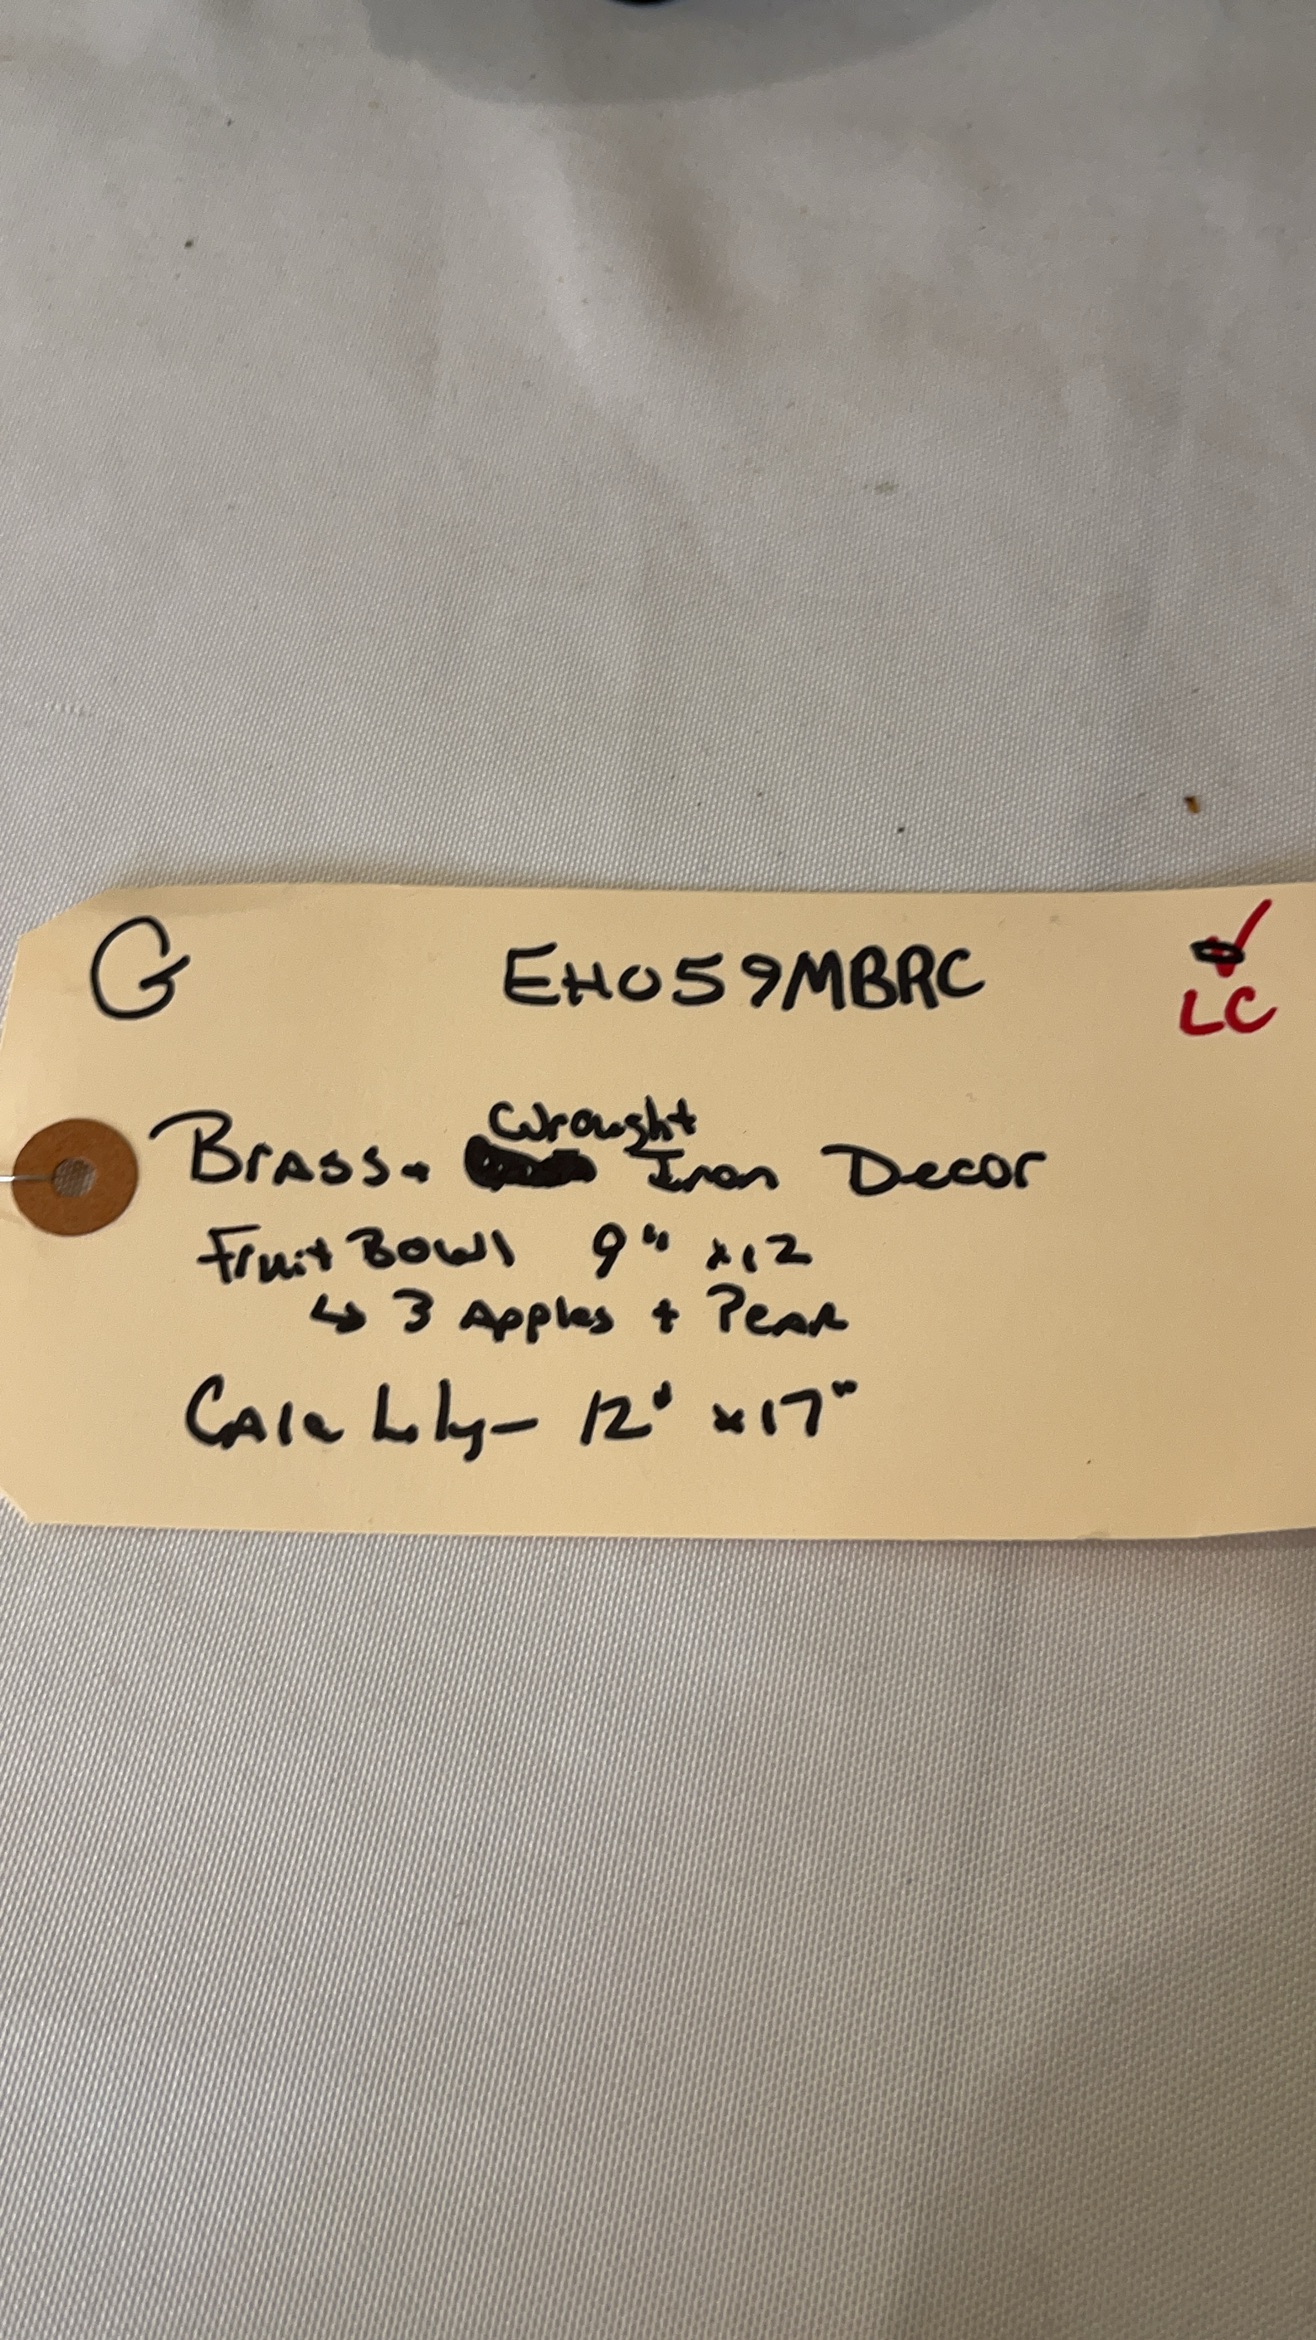 G EH059MBRC ✓
LC
Brass + Wrought Iron Decor
Fruit Bowl 9" x12
↳ 3 Apples + Pear
Cala Lily - 12" x17"